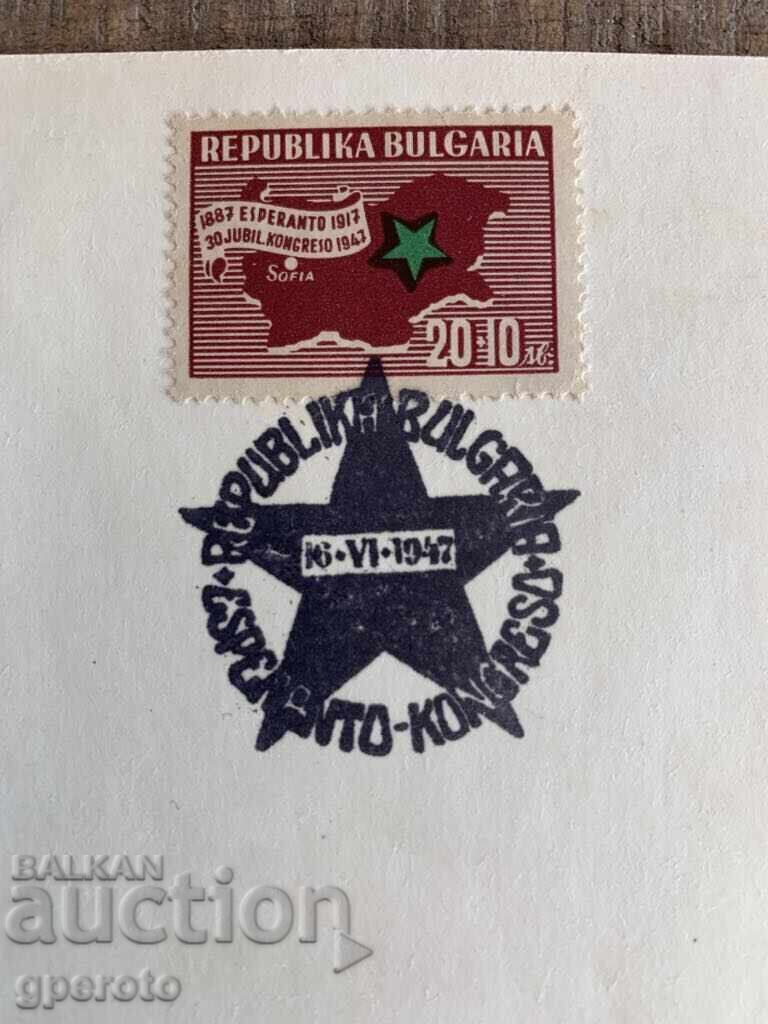 REPUBLIKA BULGARIA
1887 ESPERANTO 1917
30 JUBIL. KONGRESO 1947
SOFIA
20+10 лв.
REPUBLIKA BULGARIA
16·VI·1947
ESPERANTO-KONGRESO
BALKAN
auction
gperoto